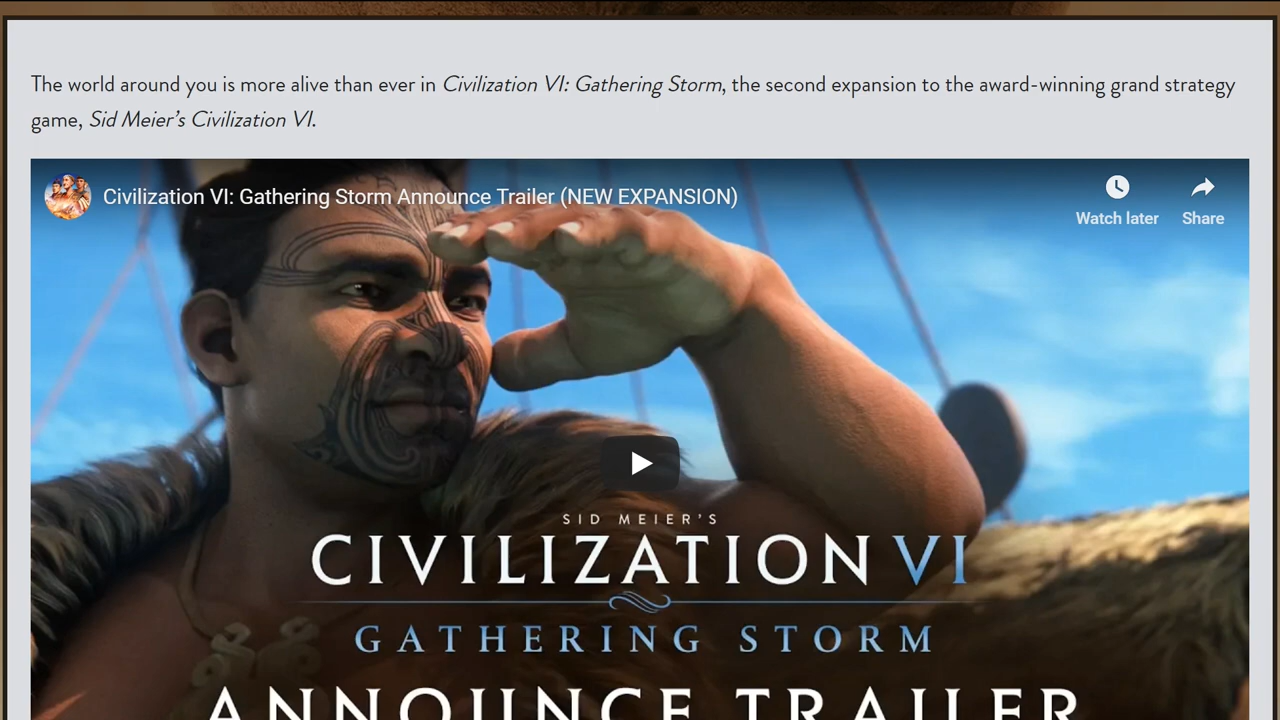 The world around you is more alive than ever in Civilization VI: Gathering Storm, the second expansion to the award-winning grand strategy
game, Sid Meier’s Civilization VI.
Civilization VI: Gathering Storm Announce Trailer (NEW EXPANSION)
Watch later
Share
SID MEIER’S
CIVILIZATION VI
GATHERING STORM
ANNOUNCE TRAILER